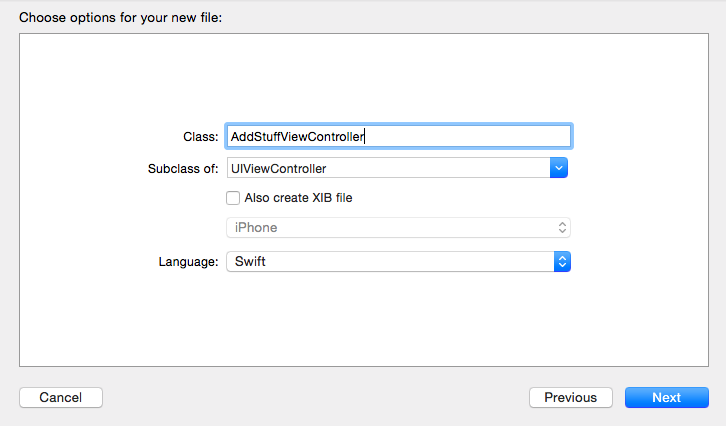 Choose options for your new file:
Class: AddStuffViewController
Subclass of: UIViewController
Also create XIB file
iPhone
Language: Swift
Cancel Previous Next